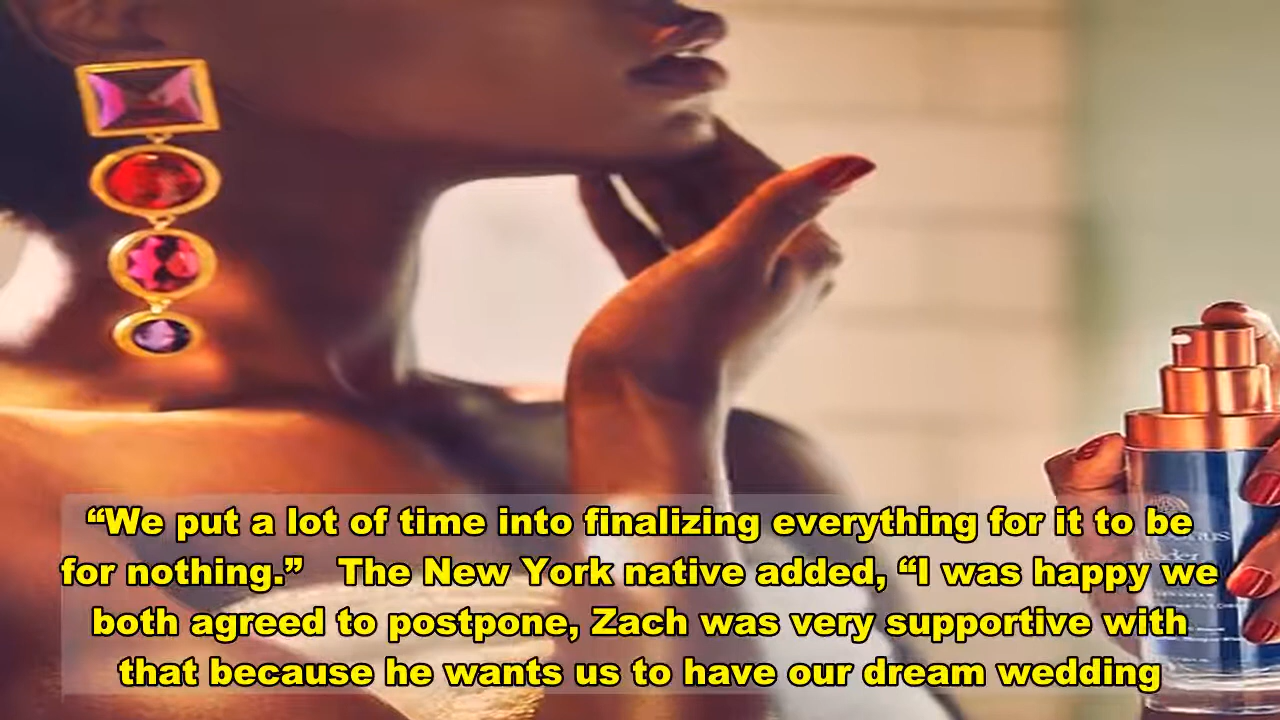 “We put a lot of time into finalizing everything for it to be
for nothing.”   The New York native added, “I was happy we
both agreed to postpone, Zach was very supportive with
that because he wants us to have our dream wedding